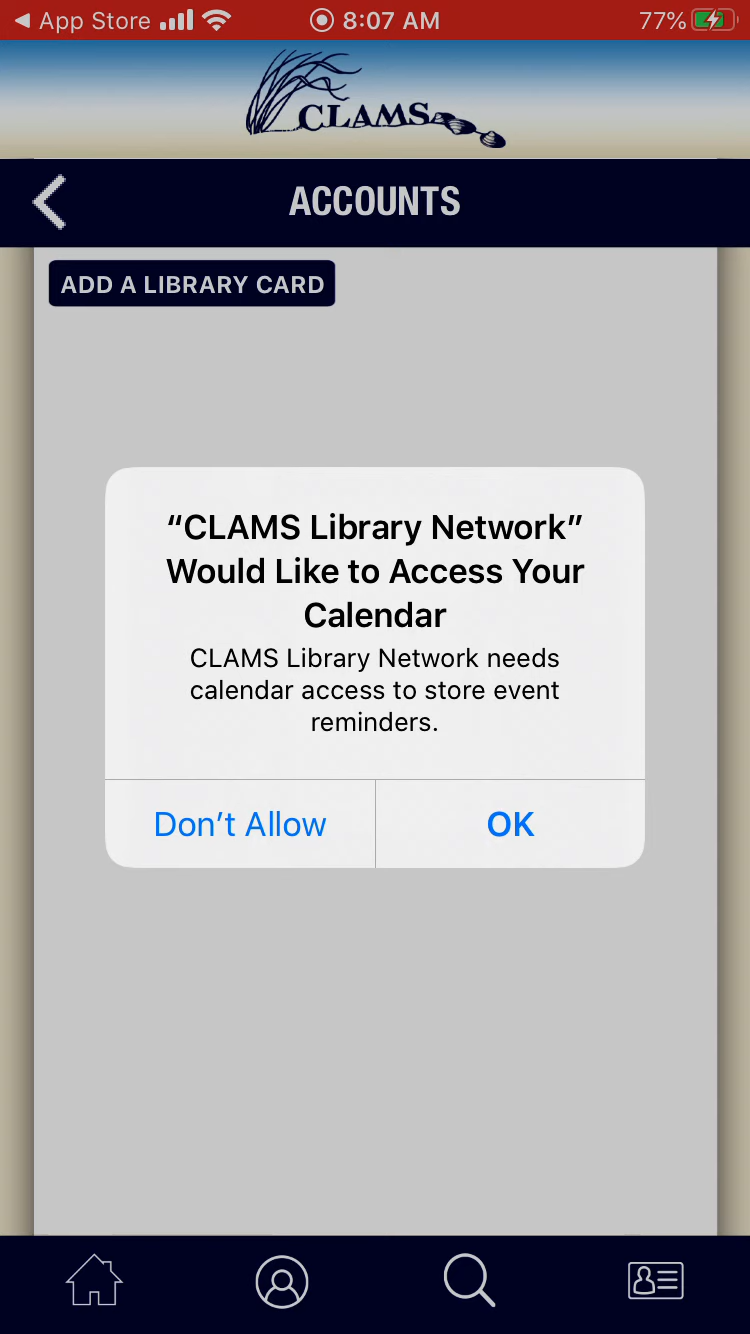 App Store 8:07 AM 77%
CLAMS
ACCOUNTS
ADD A LIBRARY CARD
“CLAMS Library Network”
Would Like to Access Your
Calendar
CLAMS Library Network needs
calendar access to store event
reminders.
Don’t Allow OK